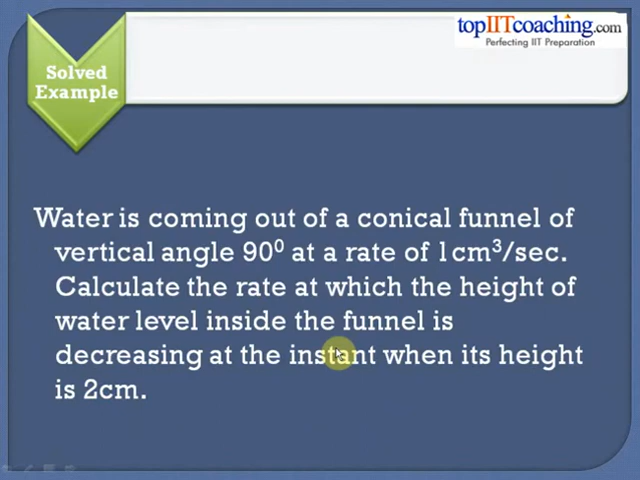 topIITcoaching.com
Perfecting IIT Preparation
Solved
Example
Water is coming out of a conical funnel of
vertical angle 90⁰ at a rate of 1cm³/sec.
Calculate the rate at which the height of
water level inside the funnel is
decreasing at the instant when its height
is 2cm.